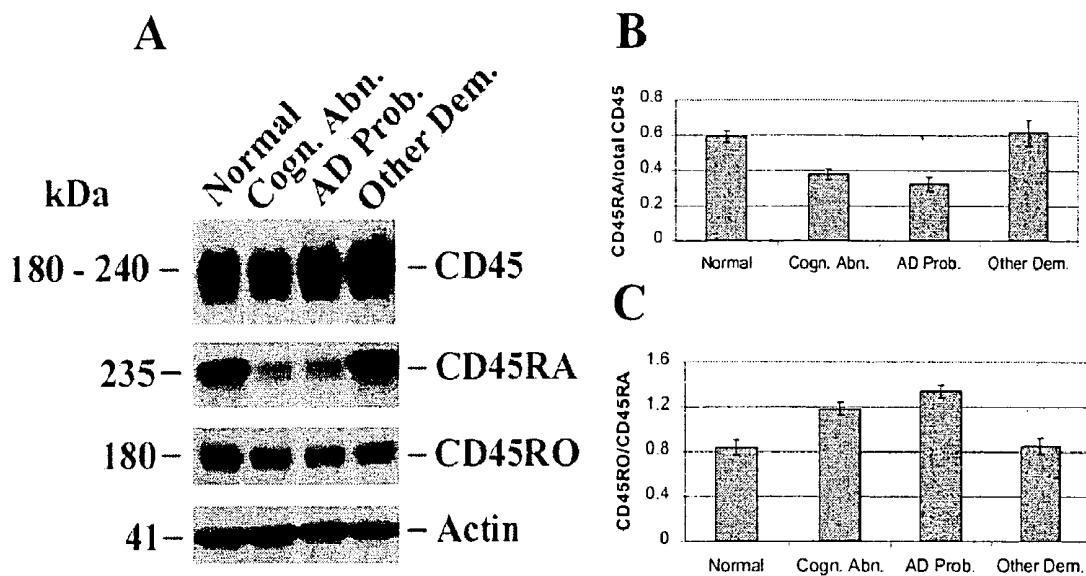 A
Normal
Cogn. Abn.
AD Prob.
Other Dem.
kDa
180 - 240 – – CD45
235 – – CD45RA
180 – – CD45RO
41 – – Actin
B
CD45RA/total CD45
0.8
0.6
0.4
0.2
0
Normal Cogn. Abn. AD Prob. Other Dem.
C
CD45RO/CD45RA
1.6
1.2
0.8
0.4
0
Normal Cogn. Abn. AD Prob. Other Dem.